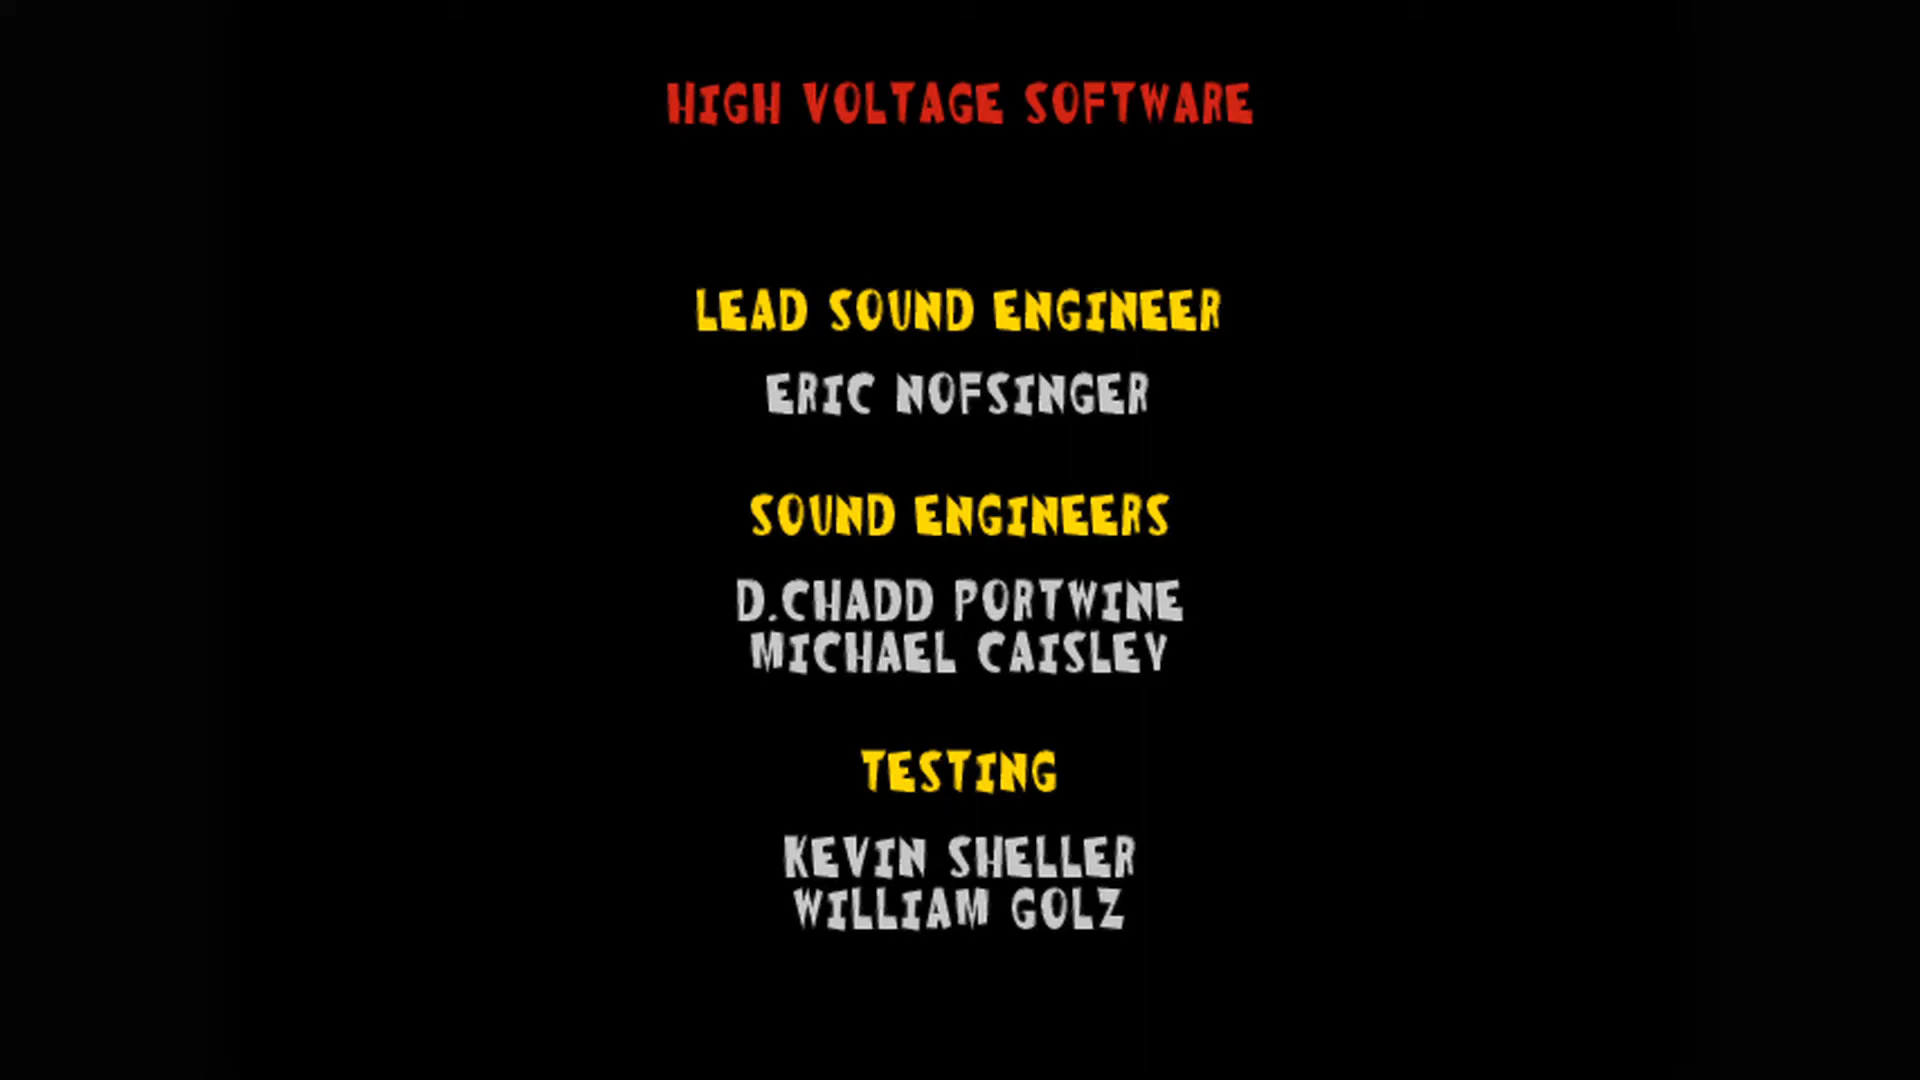 HIGH VOLTAGE SOFTWARE
LEAD SOUND ENGINEER
ERIC NOFSINGER
SOUND ENGINEERS
D.CHADD PORTWINE
MICHAEL CAISLEY
TESTING
KEVIN SHELLER
WILLIAM GOLZ